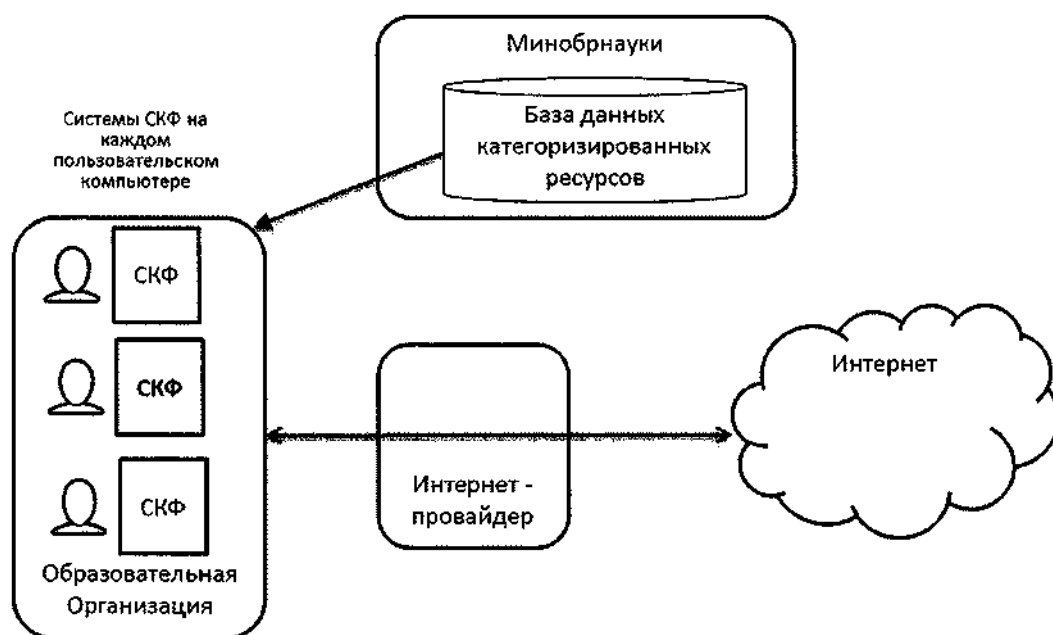 Минобрнауки
База данных
категоризированных
ресурсов
Системы СКФ на
каждом
пользовательском
компьютере
СКФ
СКФ
СКФ
Образовательная
Организация
Интернет -
провайдер
Интернет